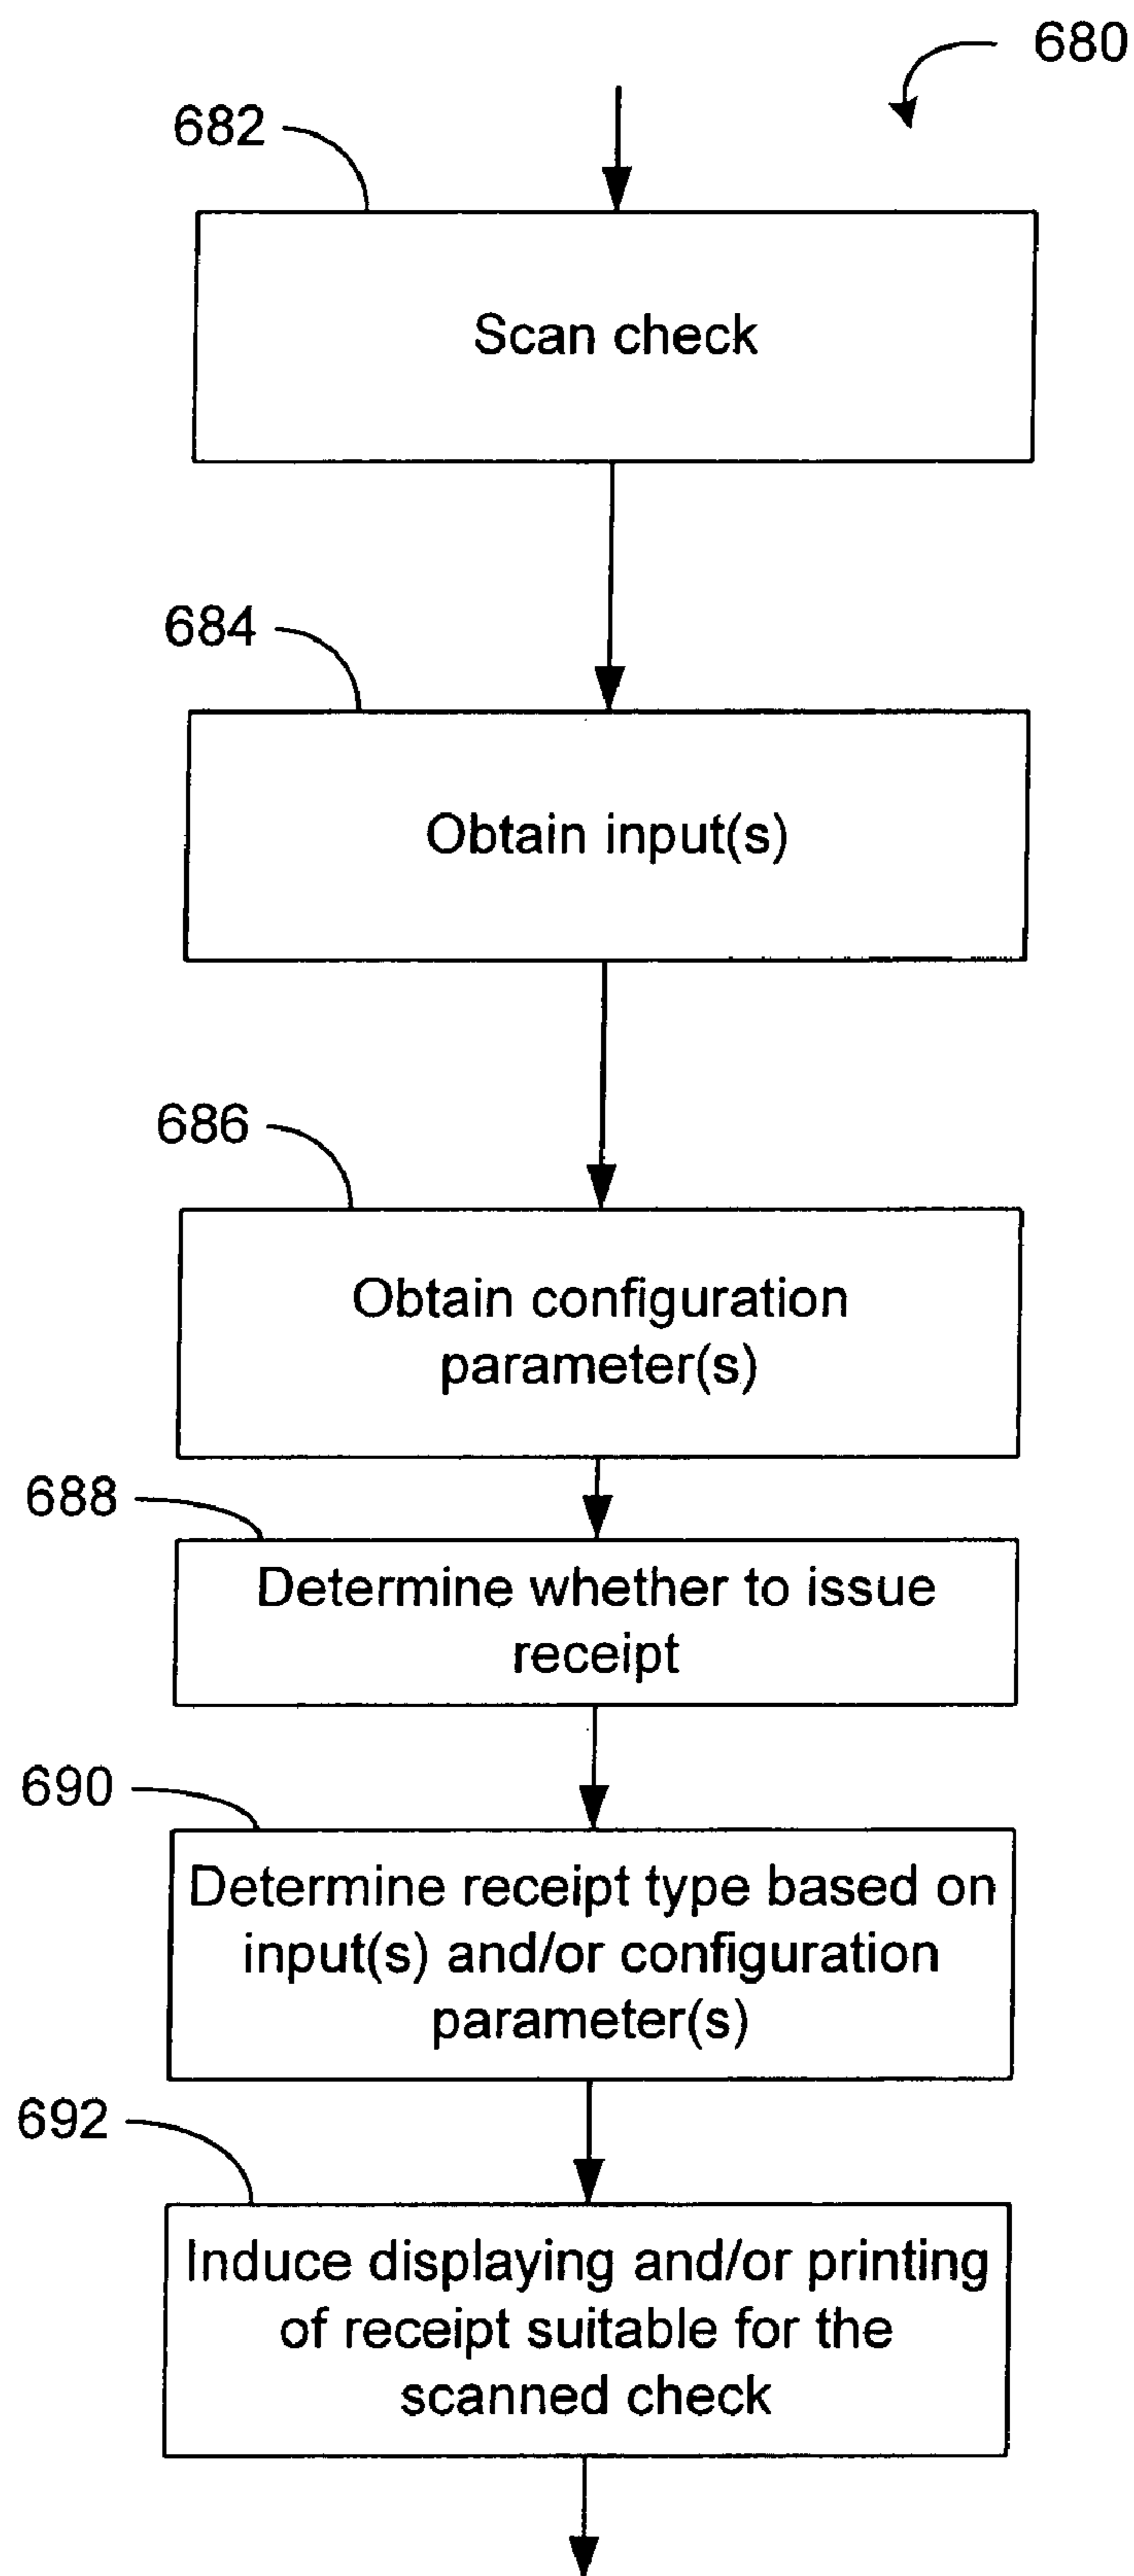 680
682
Scan check
684
Obtain input(s)
686
Obtain configuration
parameter(s)
688
Determine whether to issue
receipt
690
Determine receipt type based on
input(s) and/or configuration
parameter(s)
692
Induce displaying and/or printing
of receipt suitable for the
scanned check